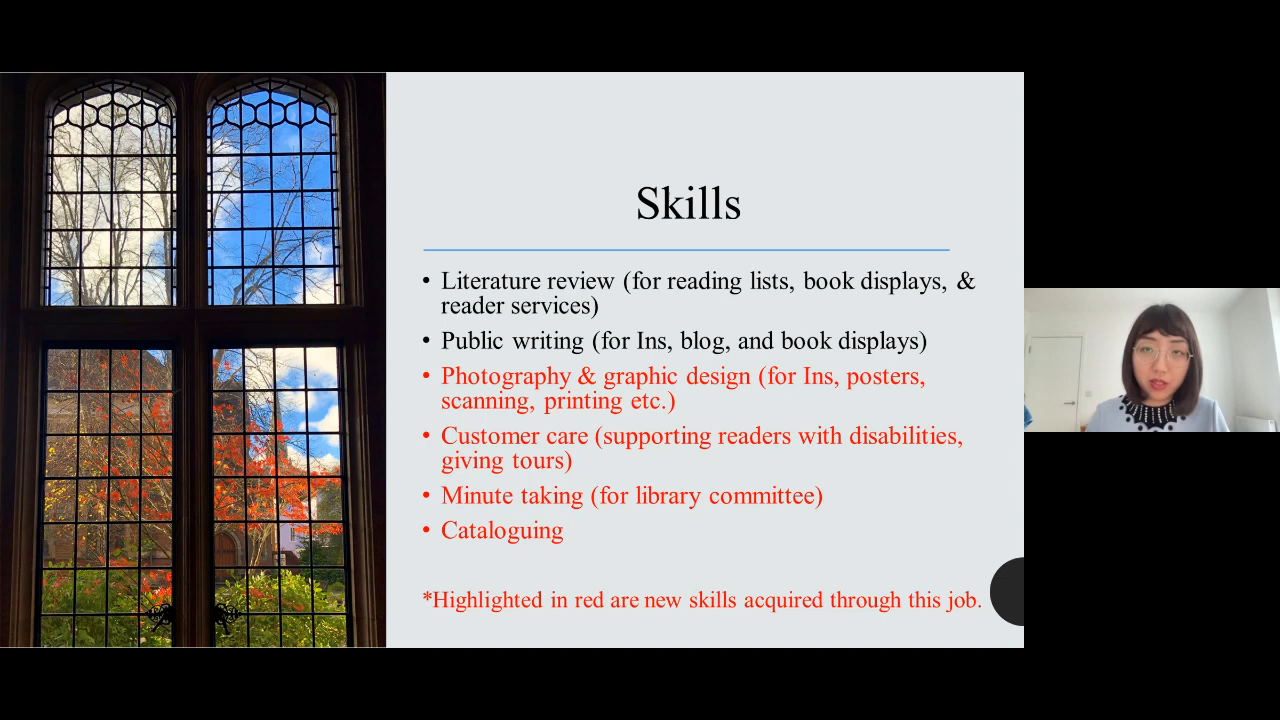 Skills
• Literature review (for reading lists, book displays, &
reader services)
• Public writing (for Ins, blog, and book displays)
• Photography & graphic design (for Ins, posters,
scanning, printing etc.)
• Customer care (supporting readers with disabilities,
giving tours)
• Minute taking (for library committee)
• Cataloguing
*Highlighted in red are new skills acquired through this job.